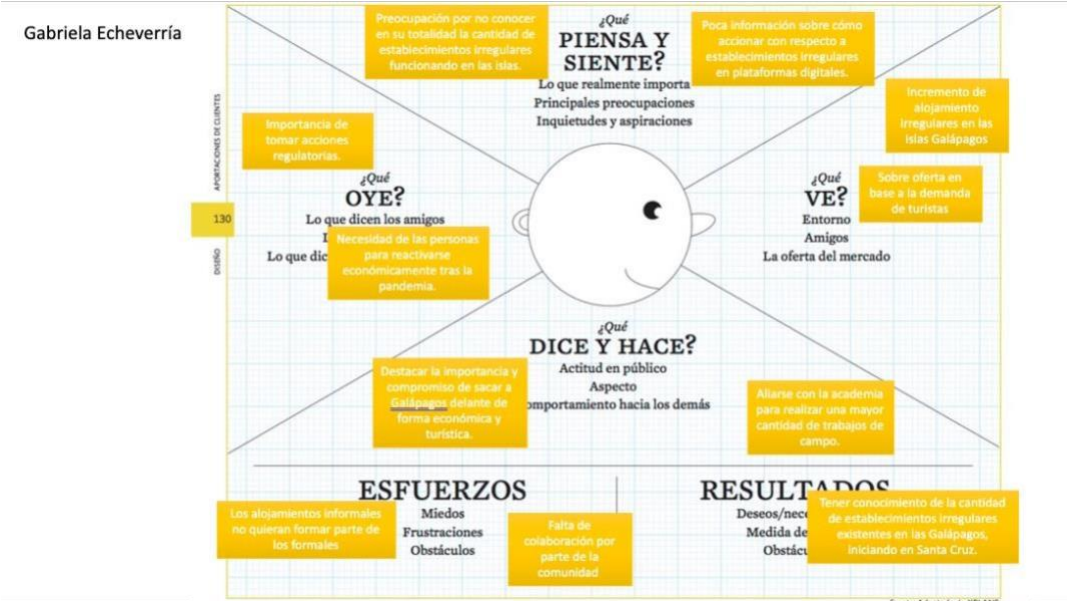 Gabriela Echeverría
Preocupación por no conocer
en su totalidad la cantidad de
establecimientos irregulares
funcionando en las islas.
¿Qué
PIENSA Y
SIENTE?
Lo que realmente importa
Principales preocupaciones
Inquietudes y aspiraciones
Poca información sobre cómo
accionar con respecto a
establecimientos irregulares
en plataformas digitales.
Incremento de
alojamiento
irregulares en las
islas Galápagos
APORTACIONES DE CLIENTES
130
DISEÑO
Importancia de
tomar acciones
regulatorias.
¿Qué
OYE?
Lo que dicen los amigos
Lo que dic
Necesidad de las personas
para reactivarse
económicamente tras la
pandemia.
¿Qué
VE?
Entorno
Amigos
La oferta del mercado
Sobre oferta en
base a la demanda
de turistas
¿Qué
DICE Y HACE?
Actitud en público
Aspecto
omportamiento hacia los demás
Destacar la importancia y
compromiso de sacar a
Galápagos delante de
forma económica y
turística.
Aliarse con la academia
para realizar una mayor
cantidad de trabajos de
campo.
ESFUERZOS
Miedos
Frustraciones
Obstáculos
Los alojamientos informales
no quieran formar parte de
los formales
Falta de
colaboración por
parte de la
comunidad
RESULTADOS
Deseos/nece
Medida de
Obstácu
Tener conocimiento de la cantidad
de establecimientos irregulares
existentes en las Galápagos,
iniciando en Santa Cruz.